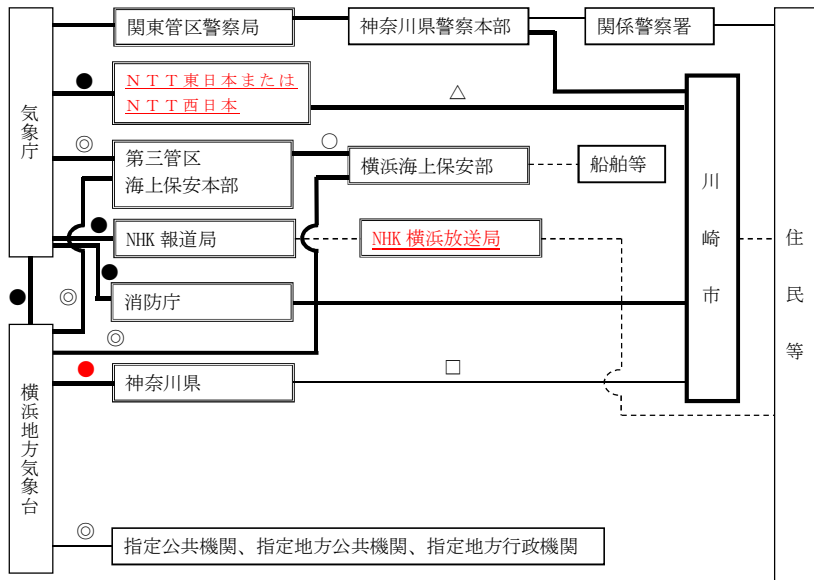 関東管区警察局
神奈川県警察本部
関係警察署
●
ＮＴＴ東日本または
ＮＴＴ西日本
△
気象庁
◎
第三管区
海上保安本部
○
横浜海上保安部
船舶等
川崎市
●
NHK 報道局
NHK 横浜放送局
住民等
●
消防庁
●
◎
◎
●
神奈川県
□
横浜地方気象台
◎
指定公共機関、指定地方公共機関、指定地方行政機関